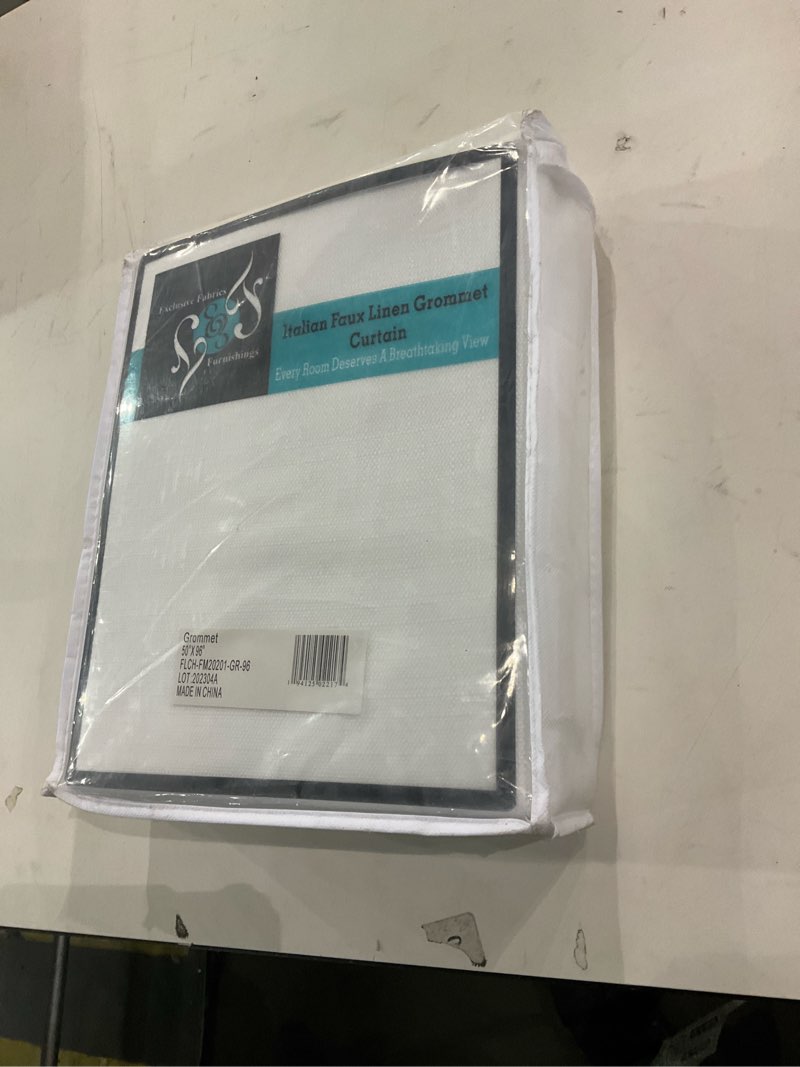 Exclusive Fabrics
&
Furnishings
Italian Faux Linen Grommet
Curtain
Every Room Deserves A Breathtaking View
Grommet
50"X 96"
FLCH-FM20201-GR-96
LOT:202304A
MADE IN CHINA